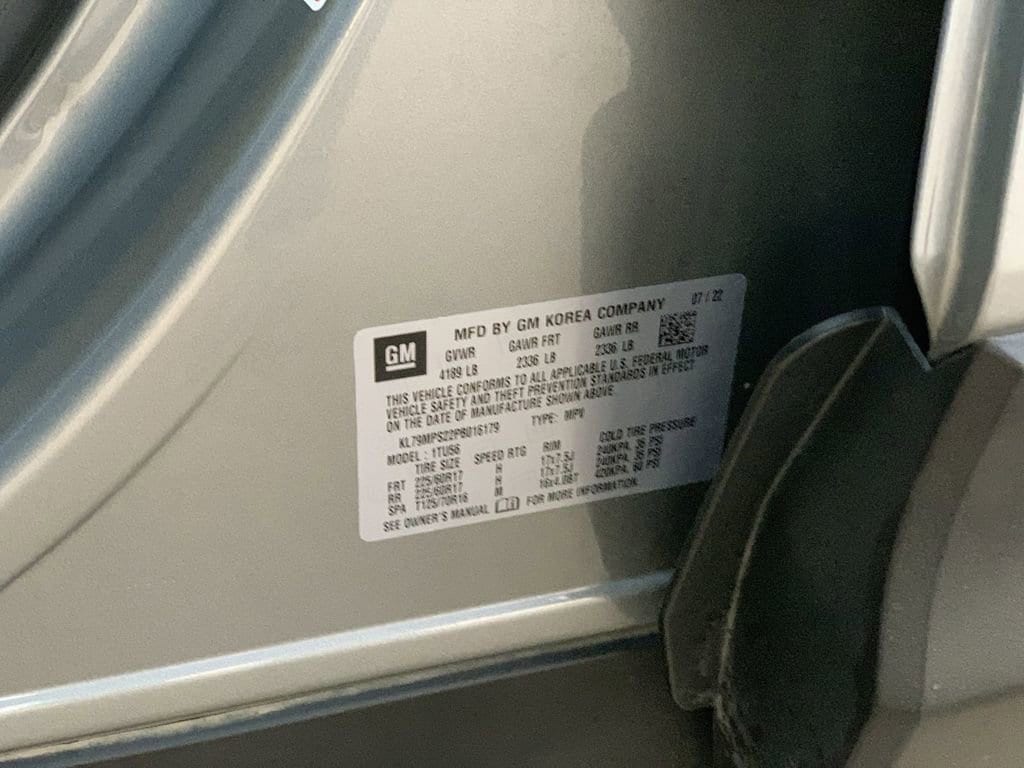 GM
MFD BY GM KOREA COMPANY 07 / 22
GVWR GAWR FRT GAWR RR
4189 LB 2336 LB 2336 LB
THIS VEHICLE CONFORMS TO ALL APPLICABLE U.S. FEDERAL MOTOR
VEHICLE SAFETY AND THEFT PREVENTION STANDARDS IN EFFECT
ON THE DATE OF MANUFACTURE SHOWN ABOVE.
KL79MPS22PB016179 TYPE: MPV
MODEL: 1TU56
TIRE SIZE SPEED RTG RIM COLD TIRE PRESSURE
FRT 225/60R17 H 17x7.5J 240KPA, 35 PSI
RR 225/60R17 H 17x7.5J 240KPA, 35 PSI
SPA T125/70R16 M 16x4.0BT 420KPA, 60 PSI
SEE OWNER'S MANUAL FOR MORE INFORMATION.